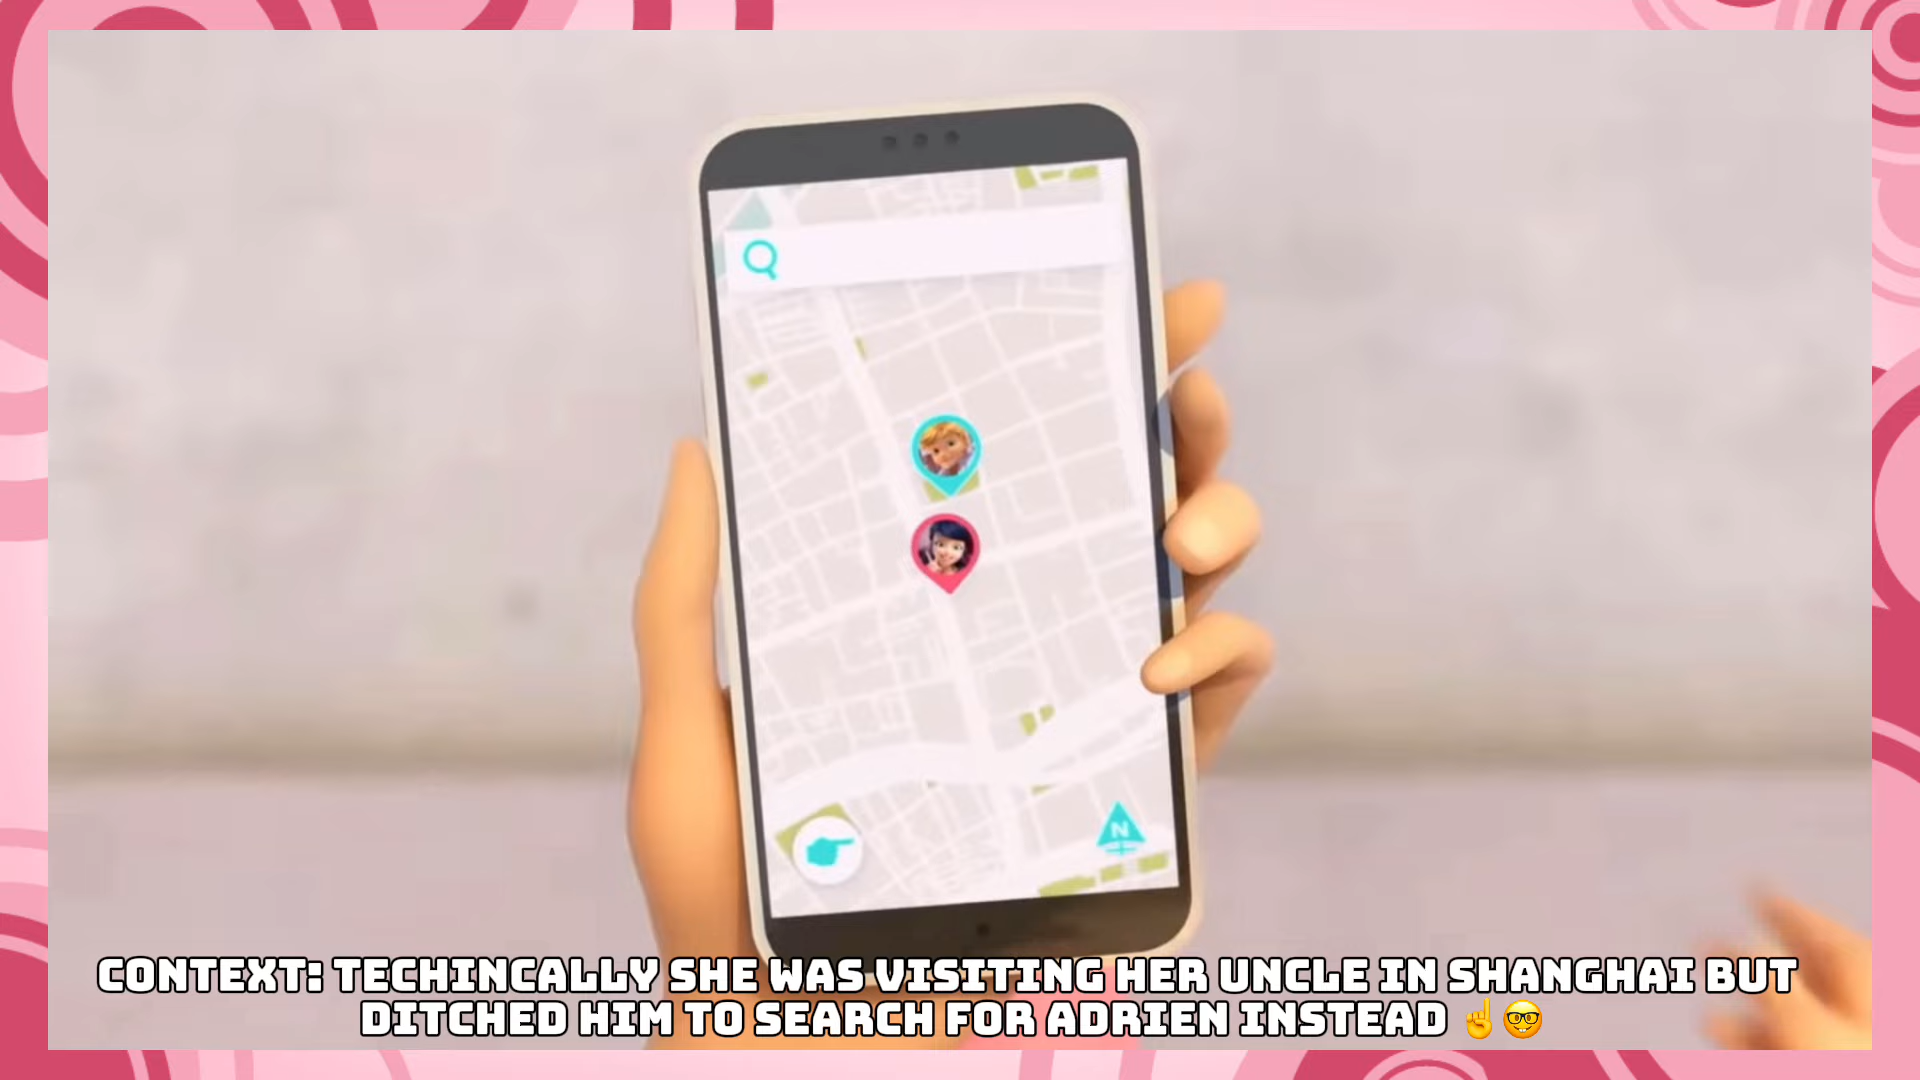 N
CONTEXT: TECHINCALLY SHE WAS VISITING HER UNCLE IN SHANGHAI BUT
DITCHED HIM TO SEARCH FOR ADRIEN INSTEAD ☝️🤓